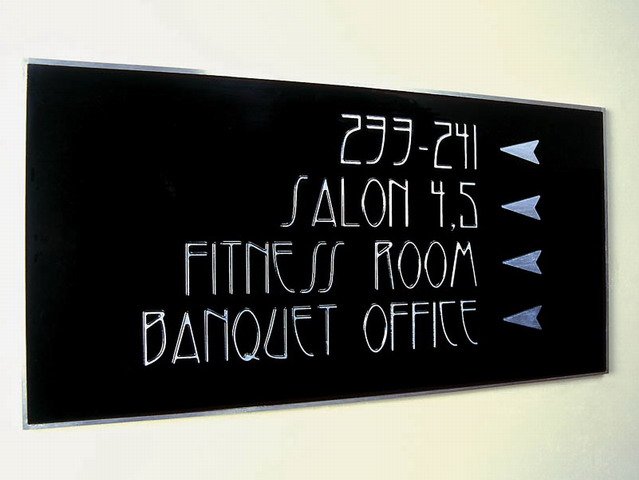 233-241
SALON 4,5
FITNESS ROOM
BANQUET OFFICE